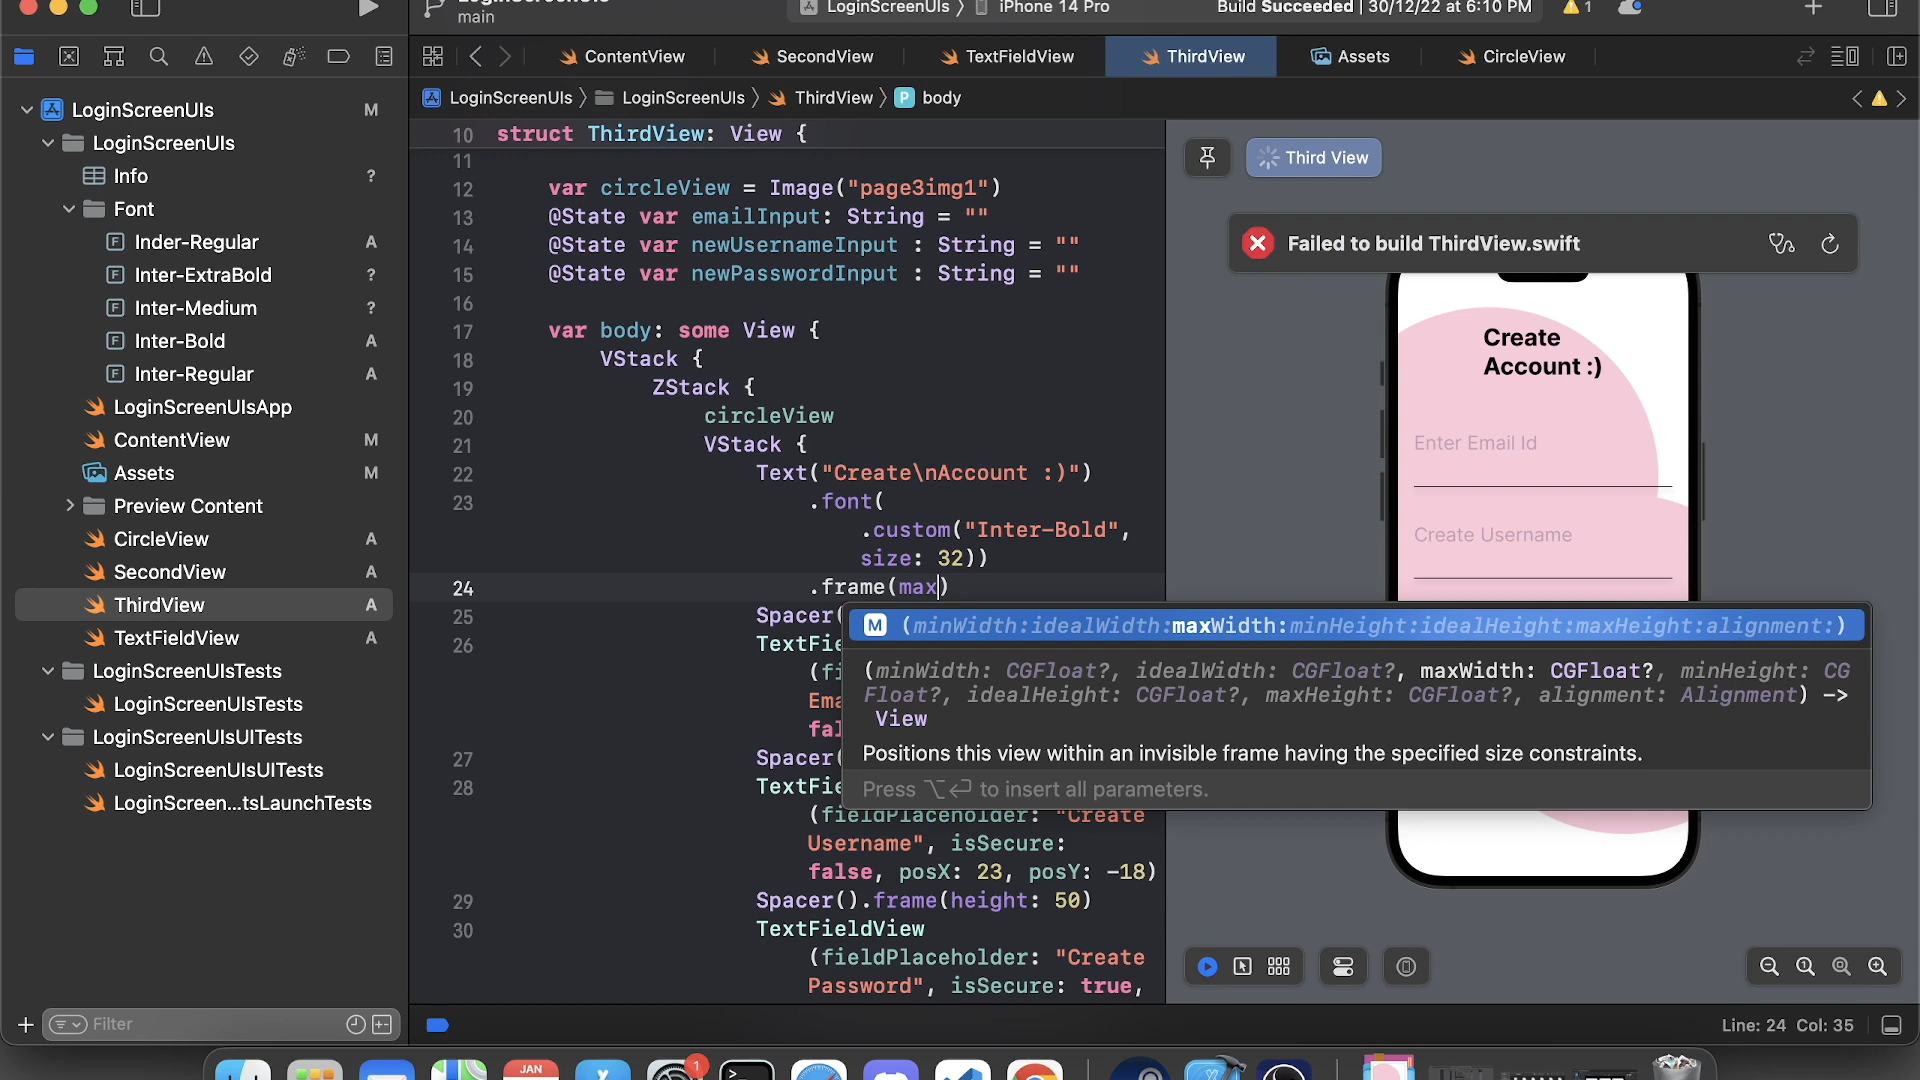 main
LoginScreenUIs
iPhone 14 Pro
Build Succeeded | 30/12/22 at 6:10 PM
1
ContentView
SecondView
TextFieldView
ThirdView
Assets
CircleView
LoginScreenUIs
LoginScreenUIs
ThirdView
P
body
LoginScreenUIs M
LoginScreenUIs
Info ?
Font
Inder-Regular A
Inter-ExtraBold ?
Inter-Medium ?
Inter-Bold A
Inter-Regular A
LoginScreenUIsApp
ContentView M
Assets M
Preview Content
CircleView A
SecondView A
ThirdView A
TextFieldView A
LoginScreenUIsTests
LoginScreenUIsTests
LoginScreenUIsUITests
LoginScreenUIsUITests
LoginScreen...tsLaunchTests
Filter
10 struct ThirdView: View {
11
12 var circleView = Image("page3img1")
13 @State var emailInput: String = ""
14 @State var newUsernameInput : String = ""
15 @State var newPasswordInput : String = ""
16
17 var body: some View {
18 VStack {
19 ZStack {
20 circleView
21 VStack {
22 Text("Create\nAccount :)")
23 .font(
.custom("Inter-Bold",
size: 32))
24 .frame(max)
25 Spacer(
26 TextFie
(fi
Ema
fal
27 Spacer(
28 TextFie
(fieldPlaceholder: "Create
Username", isSecure:
false, posX: 23, posY: -18)
29 Spacer().frame(height: 50)
30 TextFieldView
(fieldPlaceholder: "Create
Password", isSecure: true,
M (minWidth:idealWidth:maxWidth:minHeight:idealHeight:maxHeight:alignment:)
(minWidth: CGFloat?, idealWidth: CGFloat?, maxWidth: CGFloat?, minHeight: CG
Float?, idealHeight: CGFloat?, maxHeight: CGFloat?, alignment: Alignment) ->
View
Positions this view within an invisible frame having the specified size constraints.
Press ⌥⏎ to insert all parameters.
Third View
Failed to build ThirdView.swift
Create
Account :)
Enter Email Id
Create Username
Line: 24 Col: 35
JAN
1